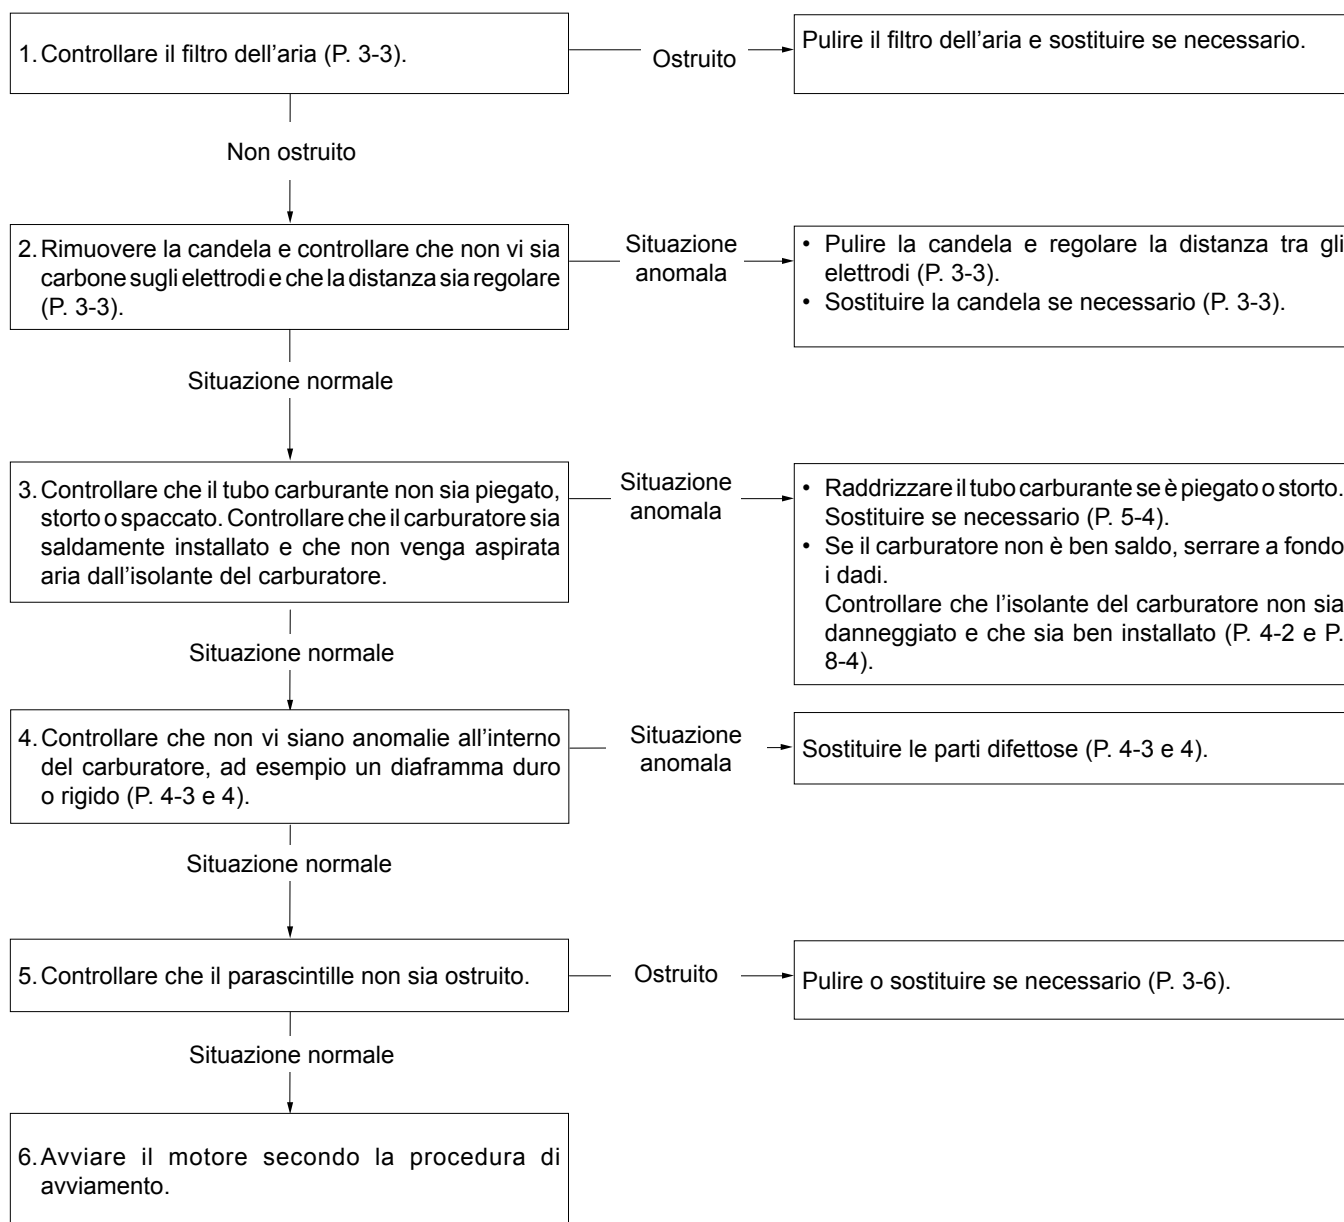 1. Controllare il filtro dell'aria (P. 3-3).
Ostruito
Pulire il filtro dell'aria e sostituire se necessario.
Non ostruito
2. Rimuovere la candela e controllare che non vi sia
carbone sugli elettrodi e che la distanza sia regolare
(P. 3-3).
Situazione
anomala
• Pulire la candela e regolare la distanza tra gli
elettrodi (P. 3-3).
• Sostituire la candela se necessario (P. 3-3).
Situazione normale
3. Controllare che il tubo carburante non sia piegato,
storto o spaccato. Controllare che il carburatore sia
saldamente installato e che non venga aspirata
aria dall'isolante del carburatore.
Situazione
anomala
• Raddrizzare il tubo carburante se è piegato o storto.
Sostituire se necessario (P. 5-4).
• Se il carburatore non è ben saldo, serrare a fondo
i dadi.
Controllare che l'isolante del carburatore non sia
danneggiato e che sia ben installato (P. 4-2 e P.
8-4).
Situazione normale
4. Controllare che non vi siano anomalie all'interno
del carburatore, ad esempio un diaframma duro
o rigido (P. 4-3 e 4).
Situazione
anomala
Sostituire le parti difettose (P. 4-3 e 4).
Situazione normale
5. Controllare che il parascintille non sia ostruito.
Ostruito
Pulire o sostituire se necessario (P. 3-6).
Situazione normale
6. Avviare il motore secondo la procedura di
avviamento.